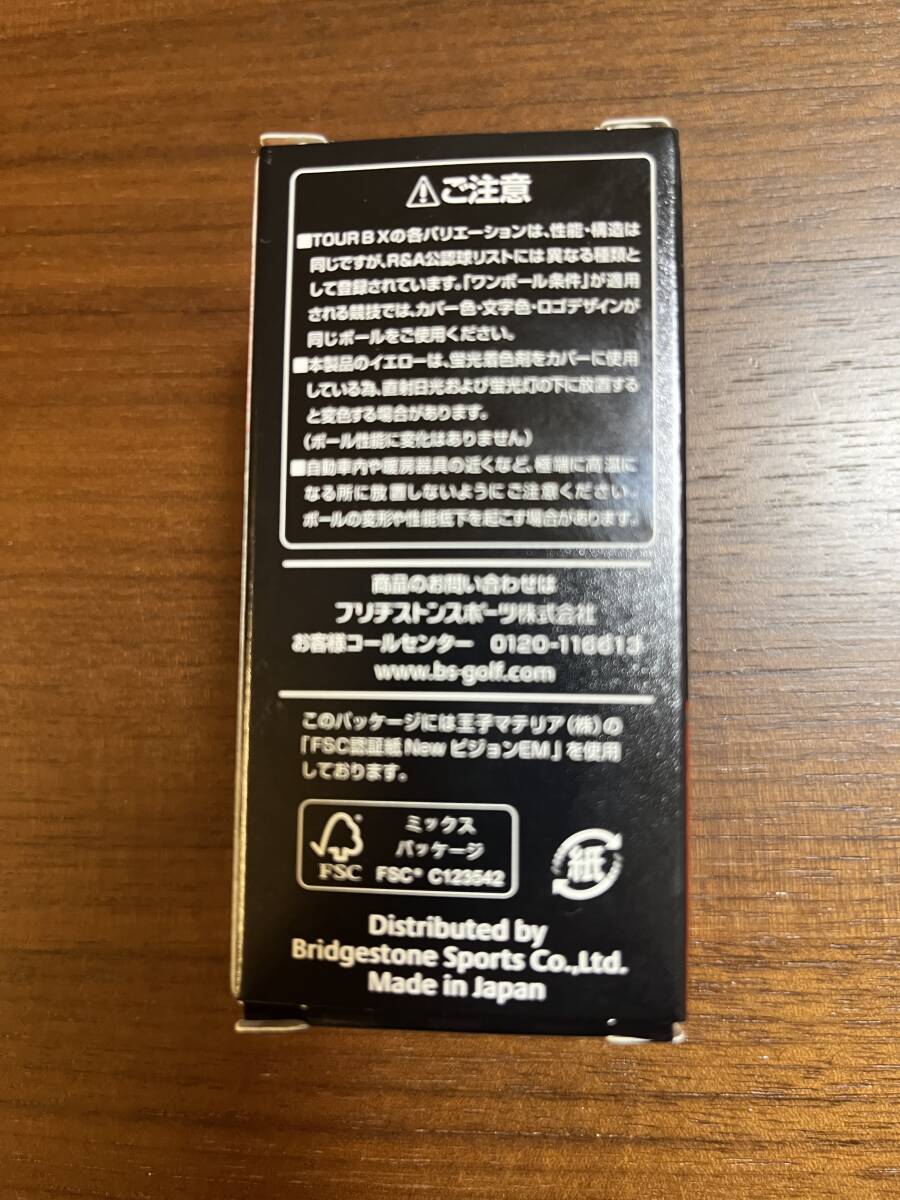 ⚠ご注意
■TOUR B Xの各バリエーションは、性能・構造は
同じですが、R&A公認球リストには異なる種類と
して登録されています。「ワンボール条件」が適用
される競技では、カバー色・文字色・ロゴデザインが
同じボールをご使用ください。
■本製品のイエローは、蛍光着色剤をカバーに使用
している為、直射日光および蛍光灯の下に放置する
と変色する場合があります。
(ボール性能に変化はありません)
■自動車内や暖房器具の近くなど、極端に高温に
なる所に放置しないようにご注意ください。
ボールの変形や性能低下を起こす場合があります。
商品のお問い合わせは
ブリヂストンスポーツ株式会社
お客様コールセンター 0120-116613
www.bs-golf.com
このパッケージには王子マテリア(株)の
「FSC認証紙New ビジョンEM」を使用
しております。
FSC
ミックス
パッケージ
FSC® C123542
紙
Distributed by
Bridgestone Sports Co.,Ltd.
Made in Japan